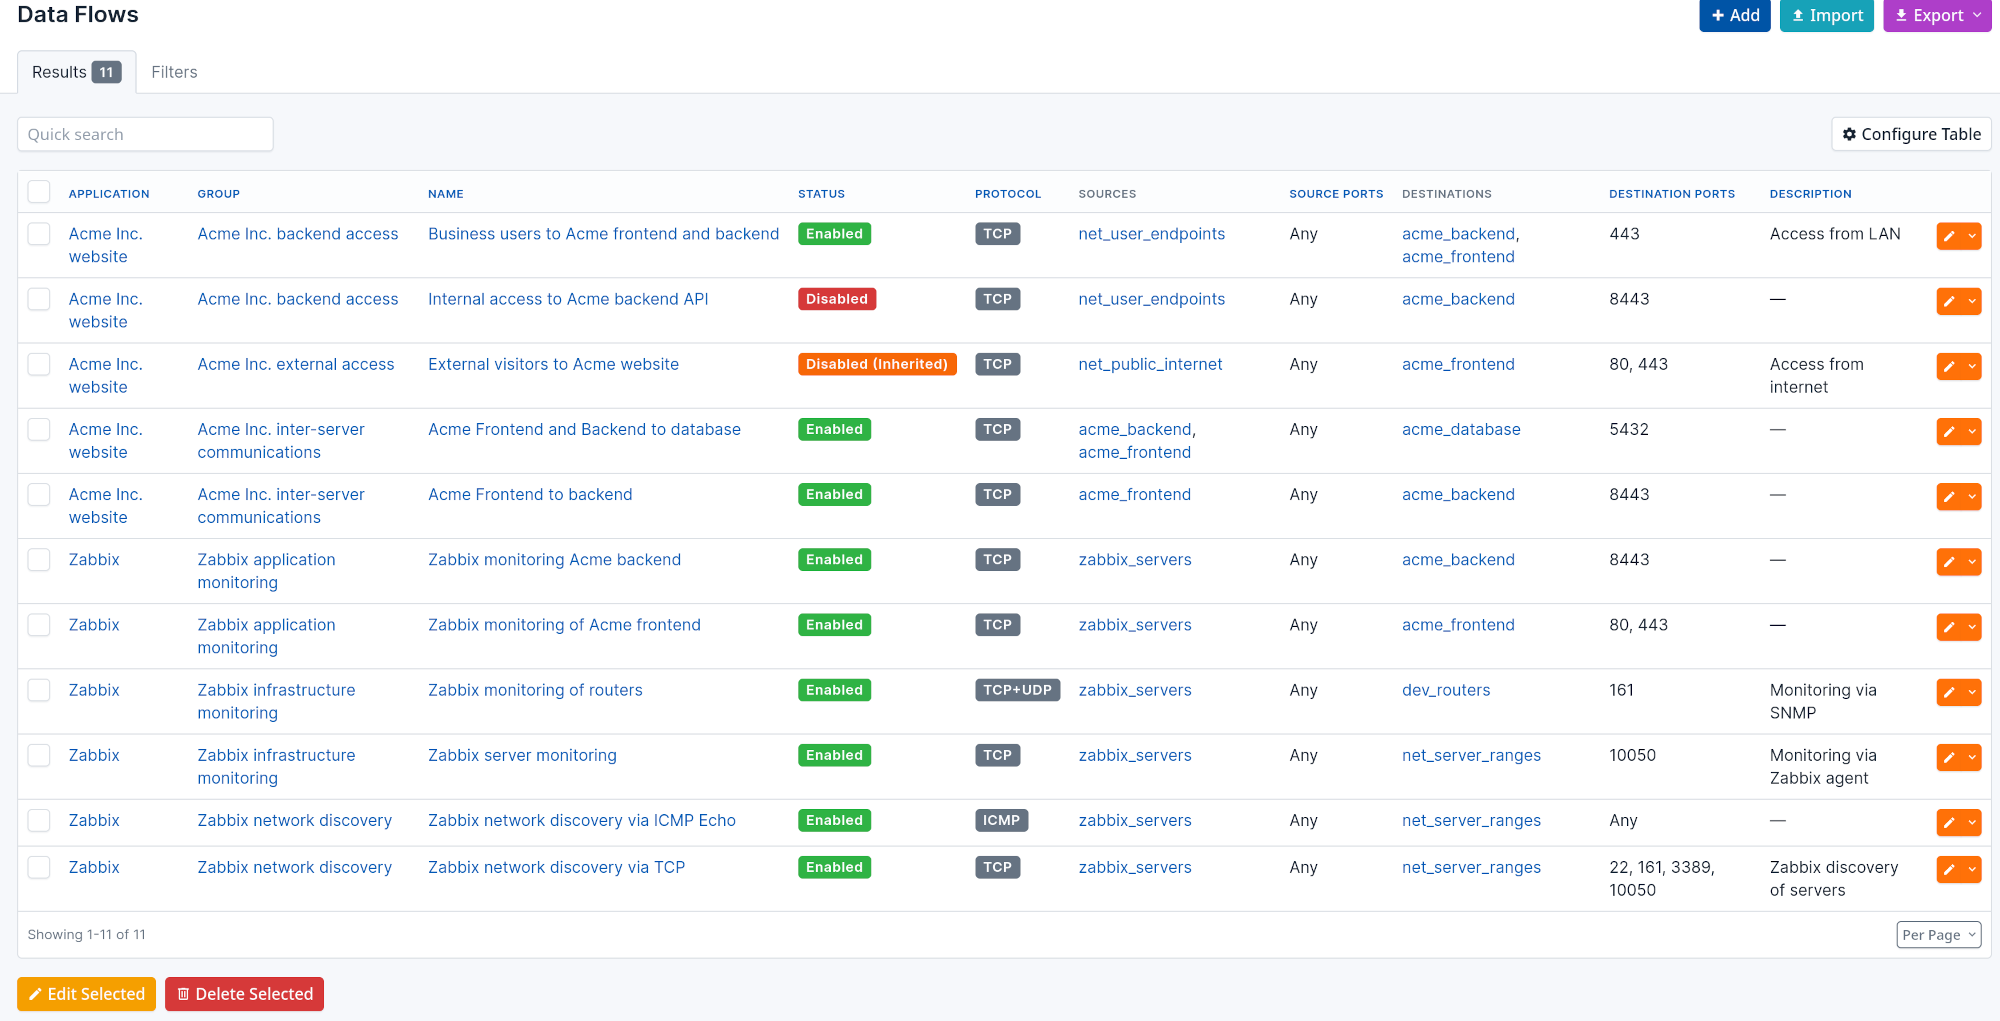 Data Flows
Add
Import
Export
Results 11
Filters
Quick search
Configure Table
APPLICATION GROUP NAME STATUS PROTOCOL SOURCES SOURCE PORTS DESTINATIONS DESTINATION PORTS DESCRIPTION
Acme Inc. Acme Inc. backend access Business users to Acme frontend and backend Enabled TCP net_user_endpoints Any acme_backend, 443 Access from LAN
website acme_frontend
Acme Inc. Acme Inc. backend access Internal access to Acme backend API Disabled TCP net_user_endpoints Any acme_backend 8443 —
website
Acme Inc. Acme Inc. external access External visitors to Acme website Disabled (Inherited) TCP net_public_internet Any acme_frontend 80, 443 Access from
website internet
Acme Inc. Acme Inc. inter-server Acme Frontend and Backend to database Enabled TCP acme_backend, Any acme_database 5432 —
website communications acme_frontend
Acme Inc. Acme Inc. inter-server Acme Frontend to backend Enabled TCP acme_frontend Any acme_backend 8443 —
website communications
Zabbix Zabbix application Zabbix monitoring Acme backend Enabled TCP zabbix_servers Any acme_backend 8443 —
monitoring
Zabbix Zabbix application Zabbix monitoring of Acme frontend Enabled TCP zabbix_servers Any acme_frontend 80, 443 —
monitoring
Zabbix Zabbix infrastructure Zabbix monitoring of routers Enabled TCP+UDP zabbix_servers Any dev_routers 161 Monitoring via
monitoring SNMP
Zabbix Zabbix infrastructure Zabbix server monitoring Enabled TCP zabbix_servers Any net_server_ranges 10050 Monitoring via
monitoring Zabbix agent
Zabbix Zabbix network discovery Zabbix network discovery via ICMP Echo Enabled ICMP zabbix_servers Any net_server_ranges Any —
Zabbix Zabbix network discovery Zabbix network discovery via TCP Enabled TCP zabbix_servers Any net_server_ranges 22, 161, 3389, Zabbix discovery
10050 of servers
Showing 1-11 of 11
Per Page
Edit Selected
Delete Selected